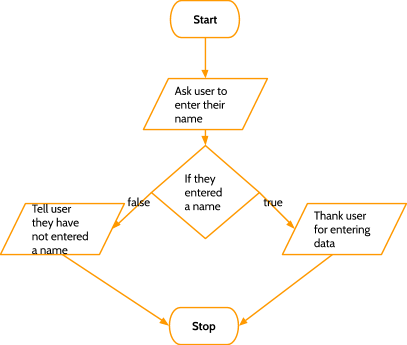 Start
Ask user to
enter their
name
If they
entered
a name
false
true
Tell user
they have
not entered
a name
Thank user
for entering
data
Stop